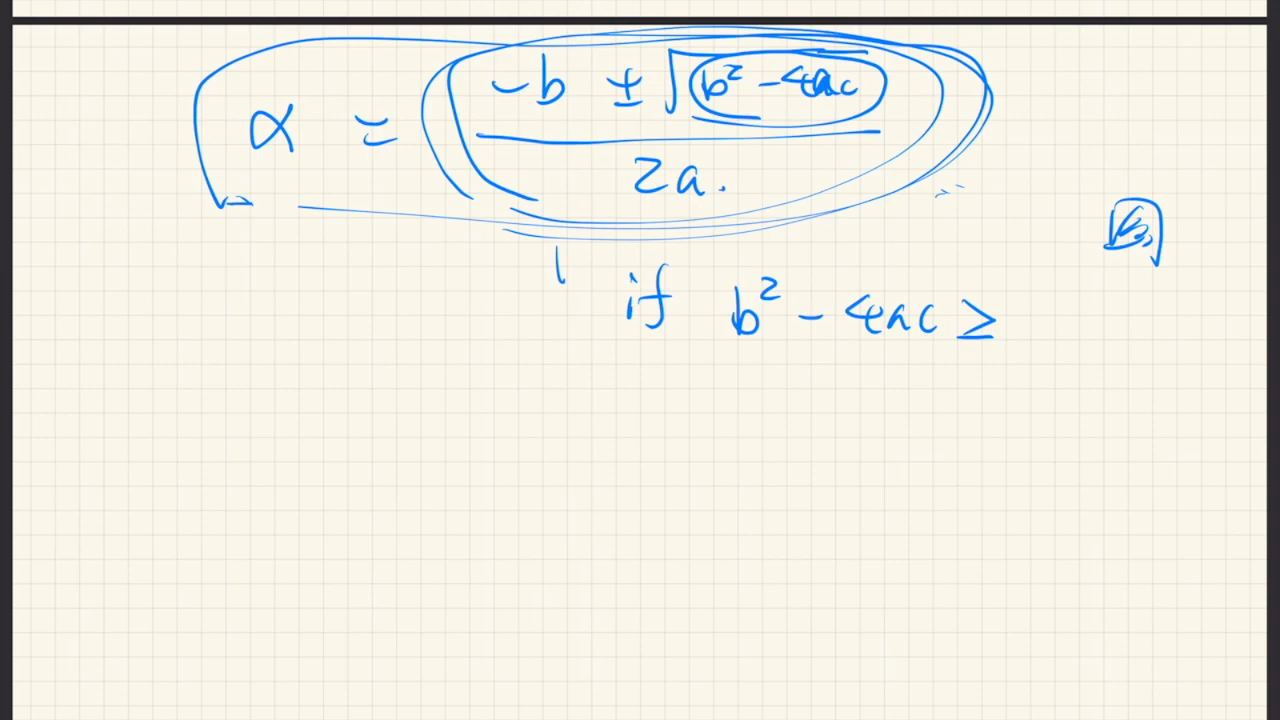 α = (-b ± √(b² - 4ac)) / 2a.
if b² - 4ac ≥